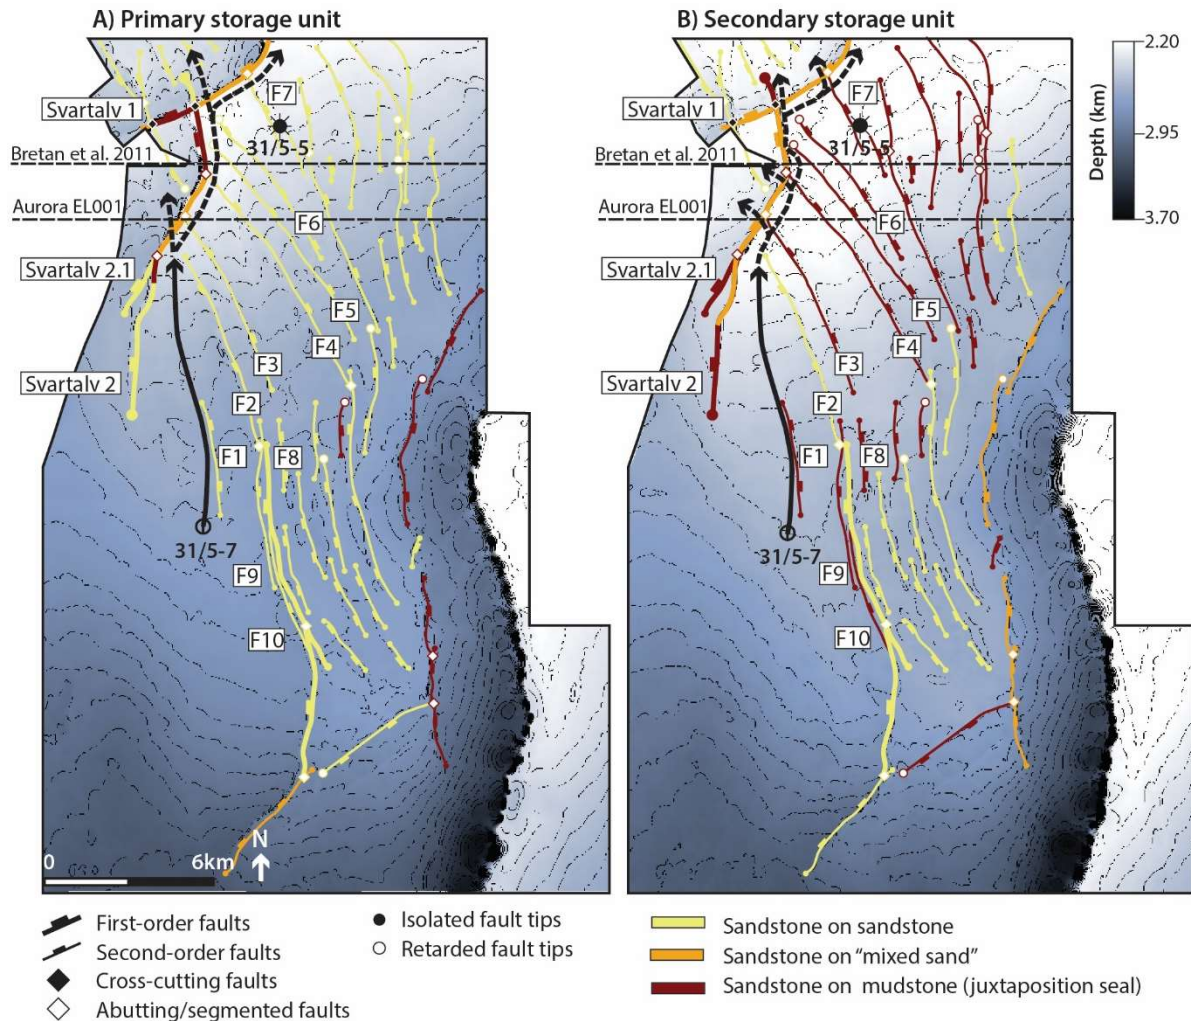 A) Primary storage unit
Svartalv 1
F7
31/5-5
Bretan et al. 2011
Aurora EL001
F6
Svartalv 2.1
F5
F4
F3
Svartalv 2
F2
F1
F8
31/5-7
F9
F10
N
0 6km
B) Secondary storage unit
Svartalv 1
F7
31/5-5
Bretan et al. 2011
Aurora EL001
F6
Svartalv 2.1
F5
F4
F3
Svartalv 2
F2
F1
F8
31/5-7
F9
F10
2.20
2.95
3.70
Depth (km)
First-order faults
Second-order faults
Cross-cutting faults
Abutting/segmented faults
Isolated fault tips
Retarded fault tips
Sandstone on sandstone
Sandstone on "mixed sand"
Sandstone on mudstone (juxtaposition seal)